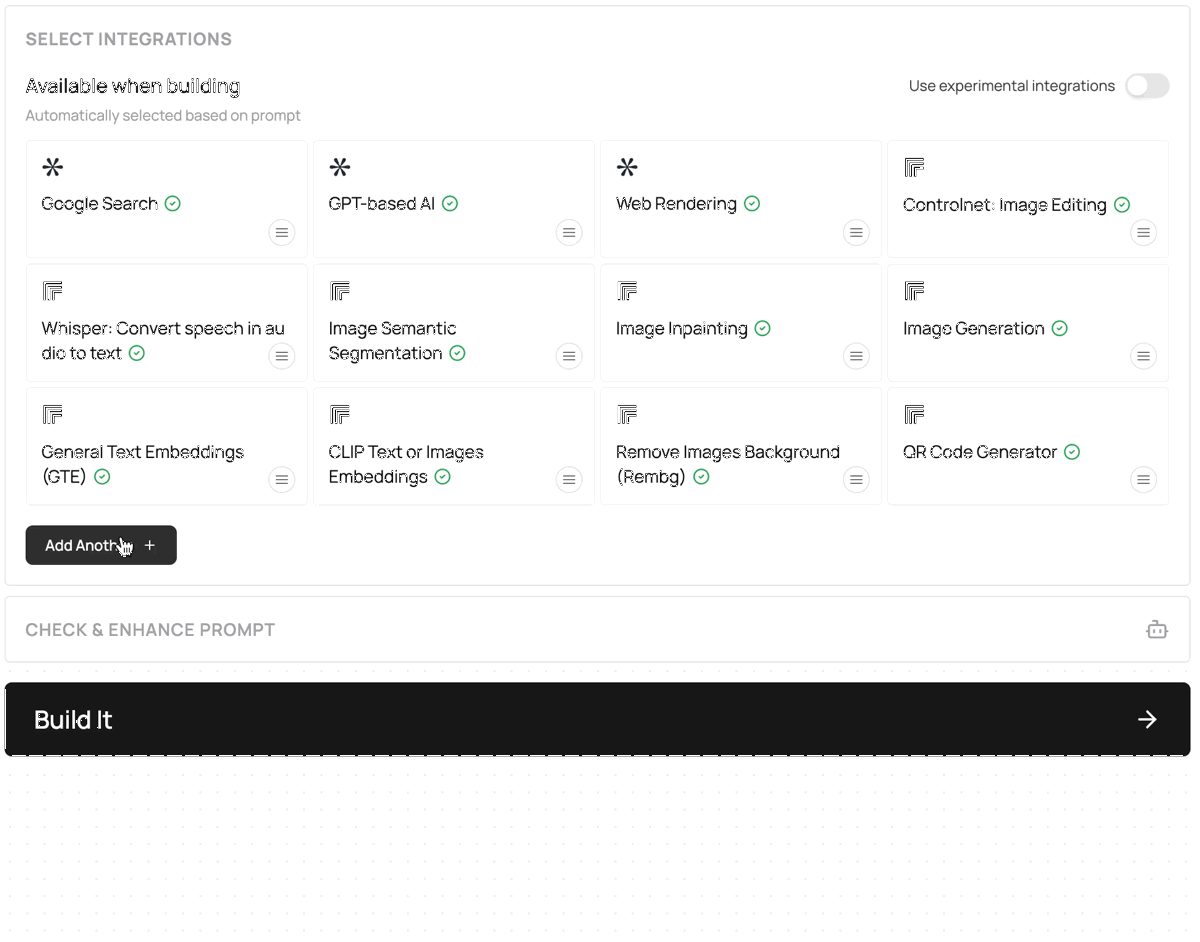 SELECT INTEGRATIONS
Available when building
Use experimental integrations
Automatically selected based on prompt
Google Search
GPT-based AI
Web Rendering
Controlnet: Image Editing
Whisper: Convert speech in au
dio to text
Image Semantic
Segmentation
Image Inpainting
Image Generation
General Text Embeddings
(GTE)
CLIP Text or Images
Embeddings
Remove Images Background
(Rembg)
QR Code Generator
Add Anoth +
CHECK & ENHANCE PROMPT
Build It